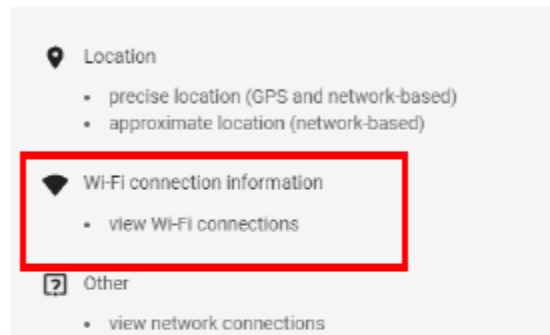 Location
• precise location (GPS and network-based)
• approximate location (network-based)
Wi-Fi connection information
• view Wi-Fi connections
Other
• view network connections